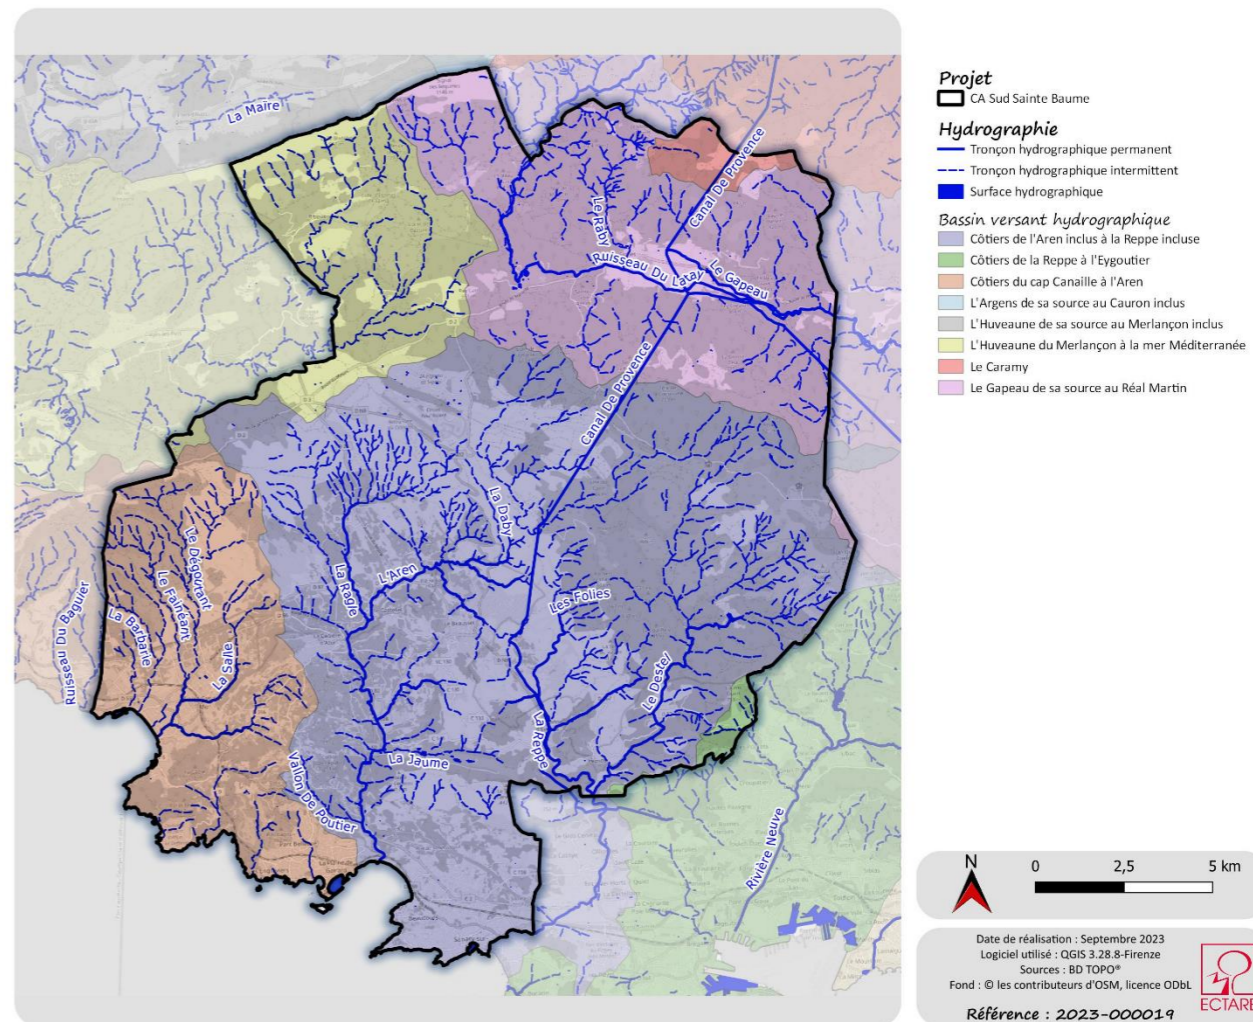 La Maïre
Canal De Provence
Le Raby
Ruisseau Du Latay
Le Gapeau
Canal De Provence
La Daby
Le Dégoutant
Le Faînéant
La Ragle
L'Aren
Les Folies
Ruisseau Du Baguier
La Barbarie
La Salle
Le Destel
La Reppe
La Jaume
Vallon De Poutier
Rivière Neuve
Projet
CA Sud Sainte Baume
Hydrographie
Tronçon hydrographique permanent
Tronçon hydrographique intermittent
Surface hydrographique
Bassin versant hydrographique
Côtiers de l'Aren inclus à la Reppe incluse
Côtiers de la Reppe à l'Eygoutier
Côtiers du cap Canaille à l'Aren
L'Argens de sa source au Cauron inclus
L'Huveaune de sa source au Merlançon inclus
L'Huveaune du Merlançon à la mer Méditerranée
Le Caramy
Le Gapeau de sa source au Réal Martin
N
0 2,5 5 km
Date de réalisation : Septembre 2023
Logiciel utilisé : QGIS 3.28.8-Firenze
Sources : BD TOPO®
Fond : © les contributeurs d'OSM, licence ODbL
Référence : 2023-000019
ECTARE